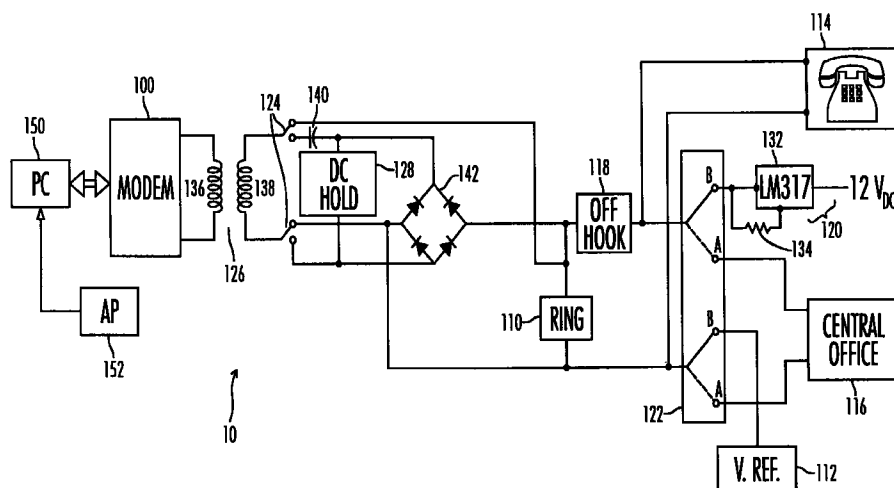 114
100
124
140
150
132
118
142
B
LM317
12 VDC
PC
MODEM
136
138
DC
HOLD
128
OFF
HOOK
120
134
126
A
110
RING
B
CENTRAL
OFFICE
AP
152
A
116
122
10
V. REF.
112